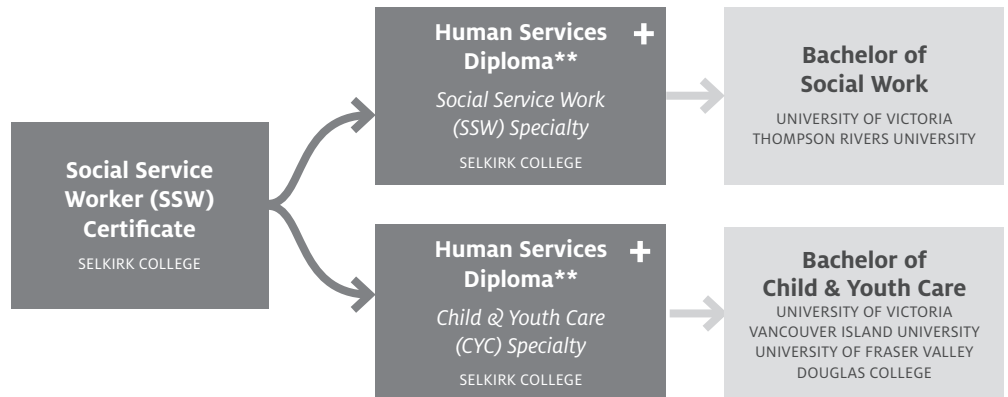 Social Service
Worker (SSW)
Certificate
SELKIRK COLLEGE
Human Services
Diploma**
+
Social Service Work
(SSW) Specialty
SELKIRK COLLEGE
Bachelor of
Social Work
UNIVERSITY OF VICTORIA
THOMPSON RIVERS UNIVERSITY
Human Services
Diploma**
+
Child & Youth Care
(CYC) Specialty
SELKIRK COLLEGE
Bachelor of
Child & Youth Care
UNIVERSITY OF VICTORIA
VANCOUVER ISLAND UNIVERSITY
UNIVERSITY OF FRASER VALLEY
DOUGLAS COLLEGE